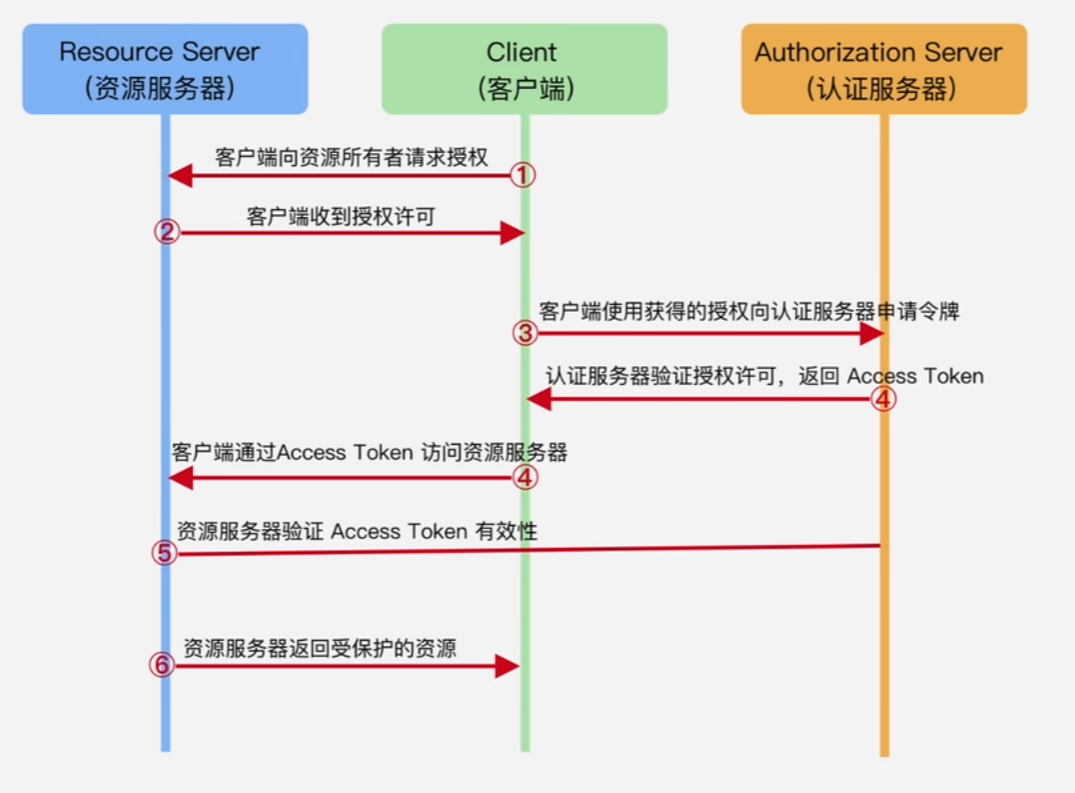 Resource Server
(资源服务器)
Client
(客户端)
Authorization Server
(认证服务器)
客户端向资源所有者请求授权
①
客户端收到授权许可
②
客户端使用获得的授权向认证服务器申请令牌
③
认证服务器验证授权许可，返回 Access Token
④
客户端通过Access Token 访问资源服务器
④
资源服务器验证 Access Token 有效性
⑤
资源服务器返回受保护的资源
⑥